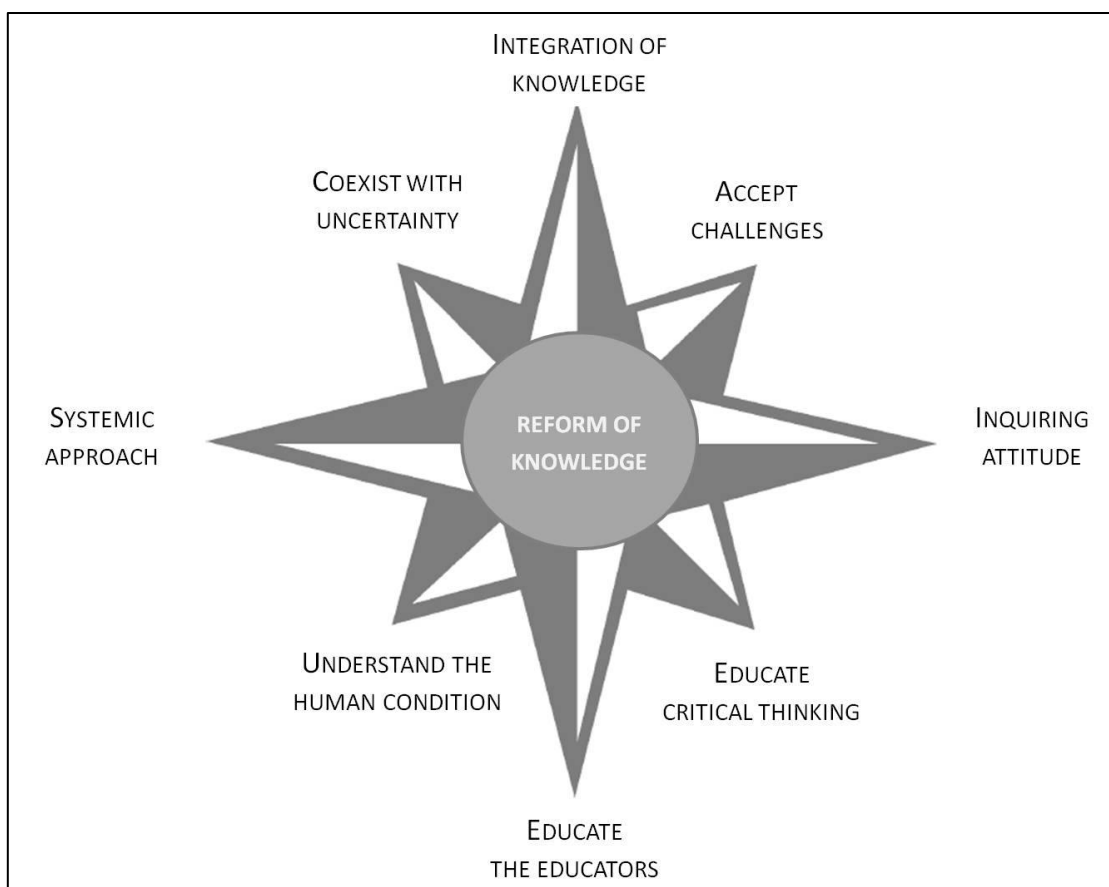 INTEGRATION OF
KNOWLEDGE
COEXIST WITH
UNCERTAINTY
ACCEPT
CHALLENGES
SYSTEMIC
APPROACH
REFORM OF
KNOWLEDGE
INQUIRING
ATTITUDE
UNDERSTAND THE
HUMAN CONDITION
EDUCATE
CRITICAL THINKING
EDUCATE
THE EDUCATORS